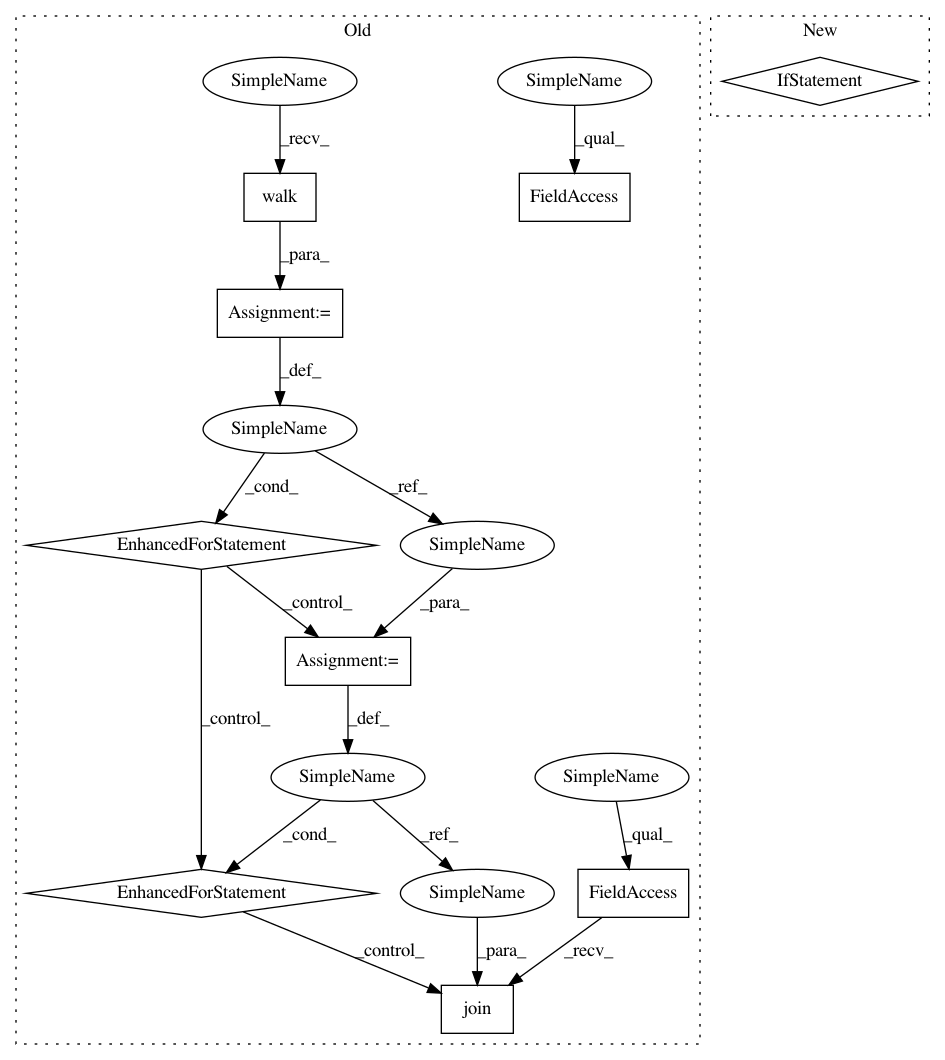 Old
New
SimpleName
SimpleName
IfStatement
_recv_
_qual_
walk
FieldAccess
_para_
Assignment:=
_def_
SimpleName
_cond_
_ref_
EnhancedForStatement
SimpleName
_control_
_para_
Assignment:=
_control_
_def_
SimpleName
SimpleName
_cond_
_ref_
_qual_
EnhancedForStatement
SimpleName
FieldAccess
_control_
_para_
_recv_
join